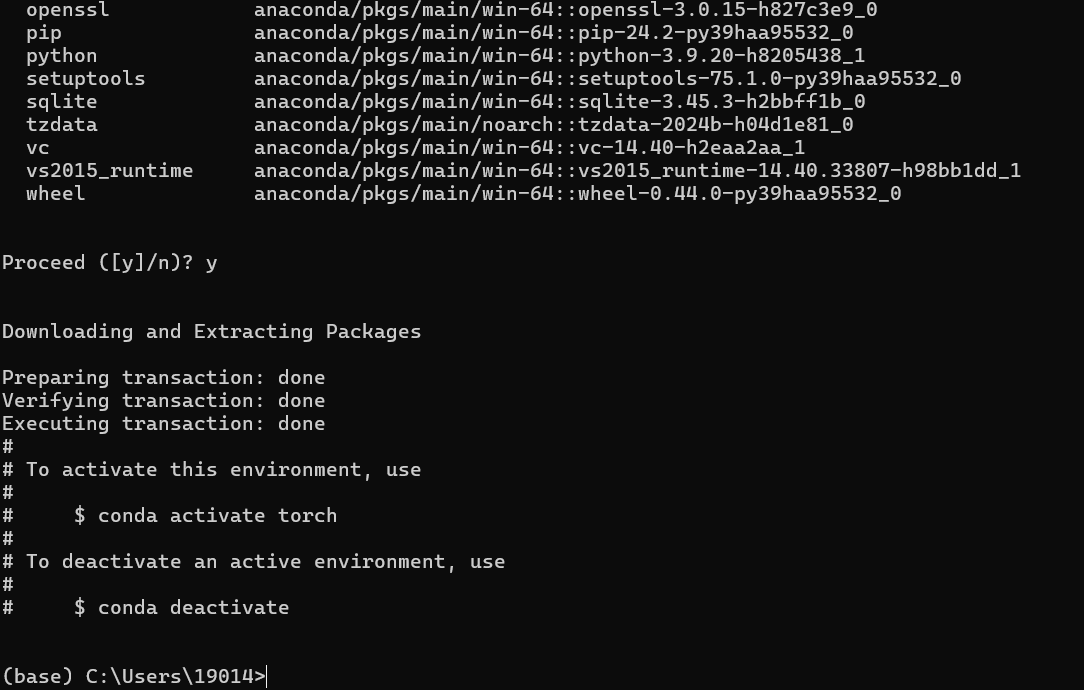 openssl anaconda/pkgs/main/win-64::openssl-3.0.15-h827c3e9_0
pip anaconda/pkgs/main/win-64::pip-24.2-py39haa95532_0
python anaconda/pkgs/main/win-64::python-3.9.20-h8205438_1
setuptools anaconda/pkgs/main/win-64::setuptools-75.1.0-py39haa95532_0
sqlite anaconda/pkgs/main/win-64::sqlite-3.45.3-h2bbff1b_0
tzdata anaconda/pkgs/main/noarch::tzdata-2024b-h04d1e81_0
vc anaconda/pkgs/main/win-64::vc-14.40-h2eaa2aa_1
vs2015_runtime anaconda/pkgs/main/win-64::vs2015_runtime-14.40.33807-h98bb1dd_1
wheel anaconda/pkgs/main/win-64::wheel-0.44.0-py39haa95532_0
Proceed ([y]/n)? y
Downloading and Extracting Packages
Preparing transaction: done
Verifying transaction: done
Executing transaction: done
#
# To activate this environment, use
#
#     $ conda activate torch
#
# To deactivate an active environment, use
#
#     $ conda deactivate
(base) C:\Users\19014>